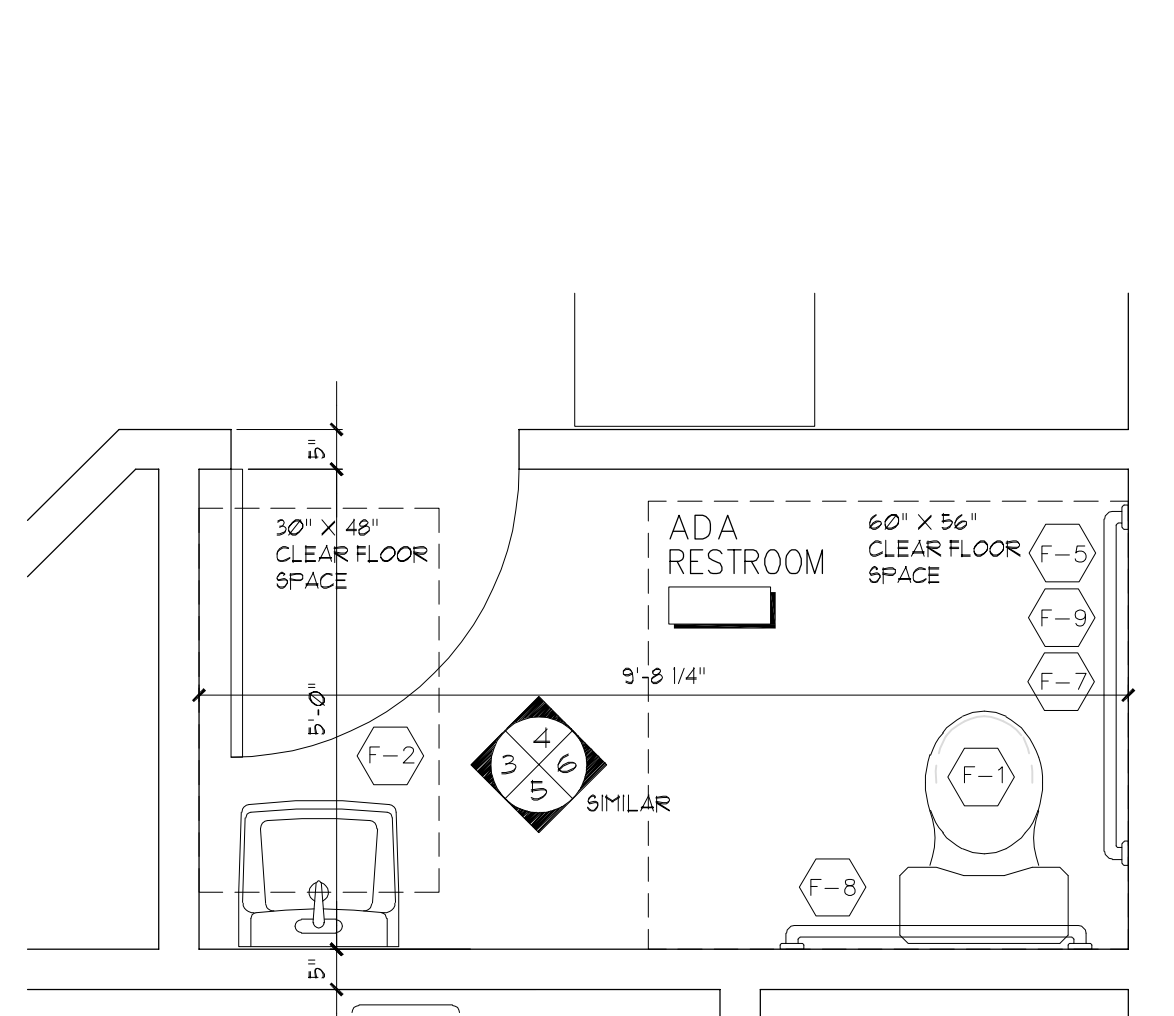 5"
30" X 48"
CLEAR FLOOR
SPACE
ADA
RESTROOM
60" X 56"
CLEAR FLOOR
SPACE
F-5
F-9
F-7
9'-8 1/4"
5'-0"
F-2
4
3
6
5
SIMILAR
F-1
F-8
5"